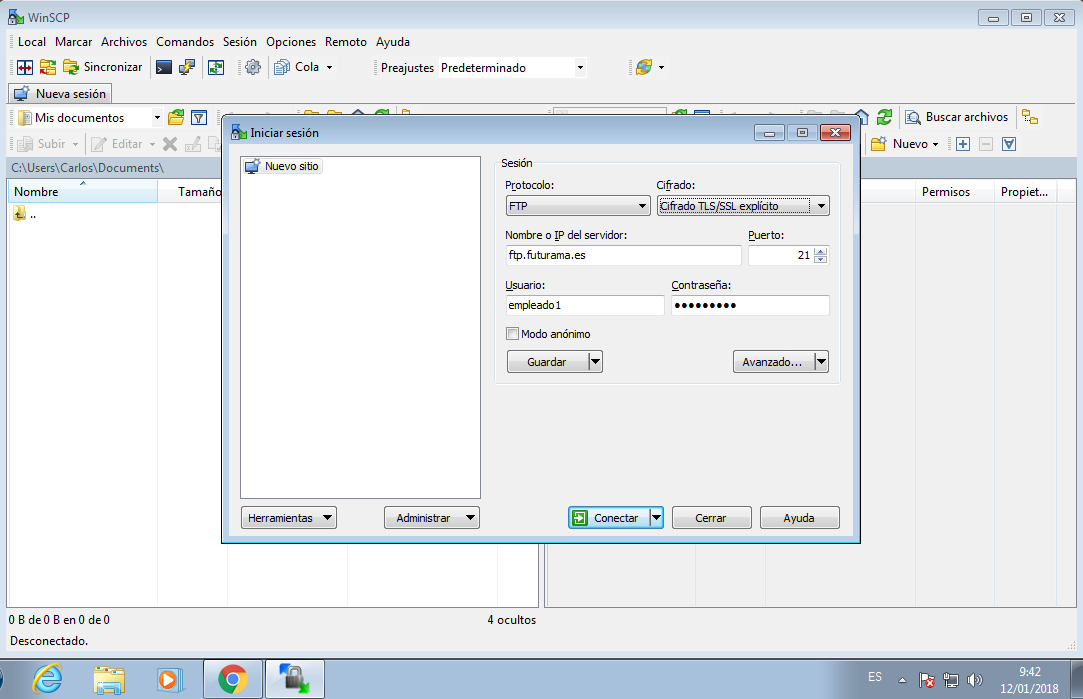 WinSCP
Local Marcar Archivos Comandos Sesión Opciones Remoto Ayuda
Sincronizar Cola Preajustes Predeterminado
Nueva sesión
Mis documentos Buscar archivos
Subir Editar Nuevo
C:\Users\Carlos\Documents\
Nombre Tamaño Permisos Propiet...
..
Iniciar sesión
Nuevo sitio
Sesión
Protocolo: Cifrado:
FTP Cifrado TLS/SSL explícito
Nombre o IP del servidor: Puerto:
ftp.futurama.es 21
Usuario: Contraseña:
empleado1 •••••••••
Modo anónimo
Guardar Avanzado...
Herramientas Administrar Conectar Cerrar Ayuda
0 B de 0 B en 0 de 0 4 ocultos
Desconectado.
ES 9:42
12/01/2018